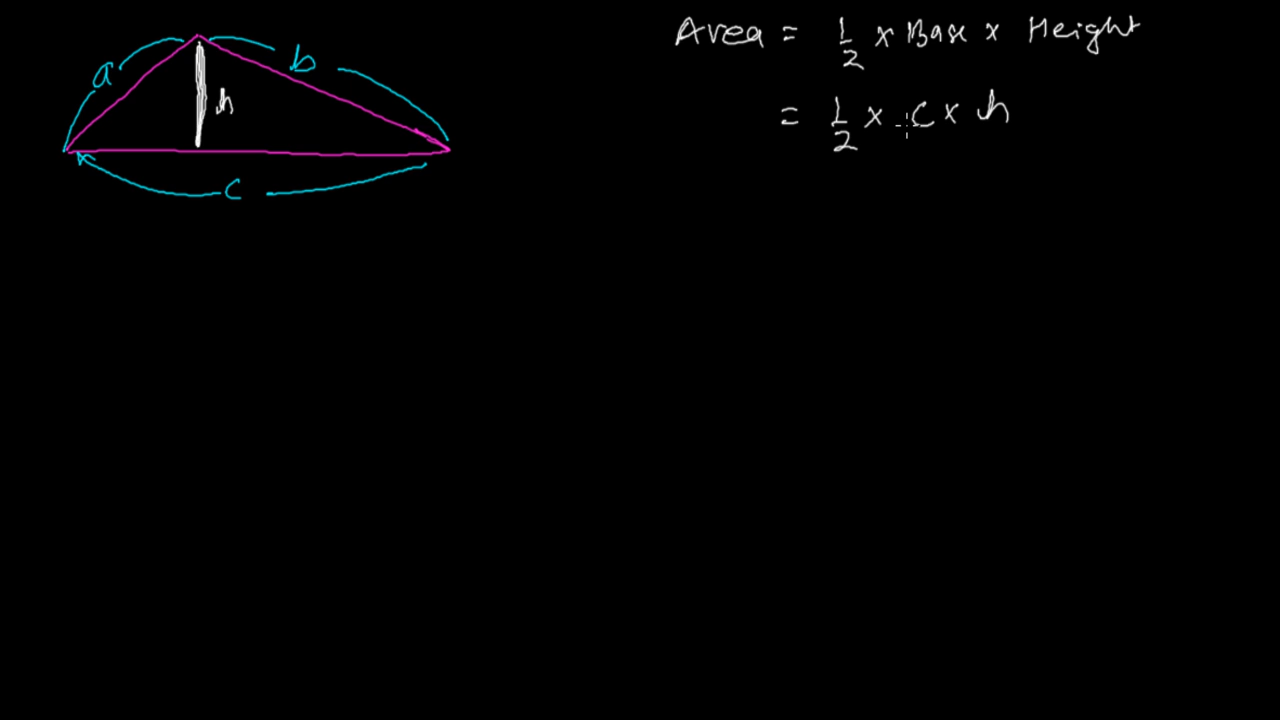 a
b
h
c
Area = 1/2 x Base x Height
= 1/2 x c x h